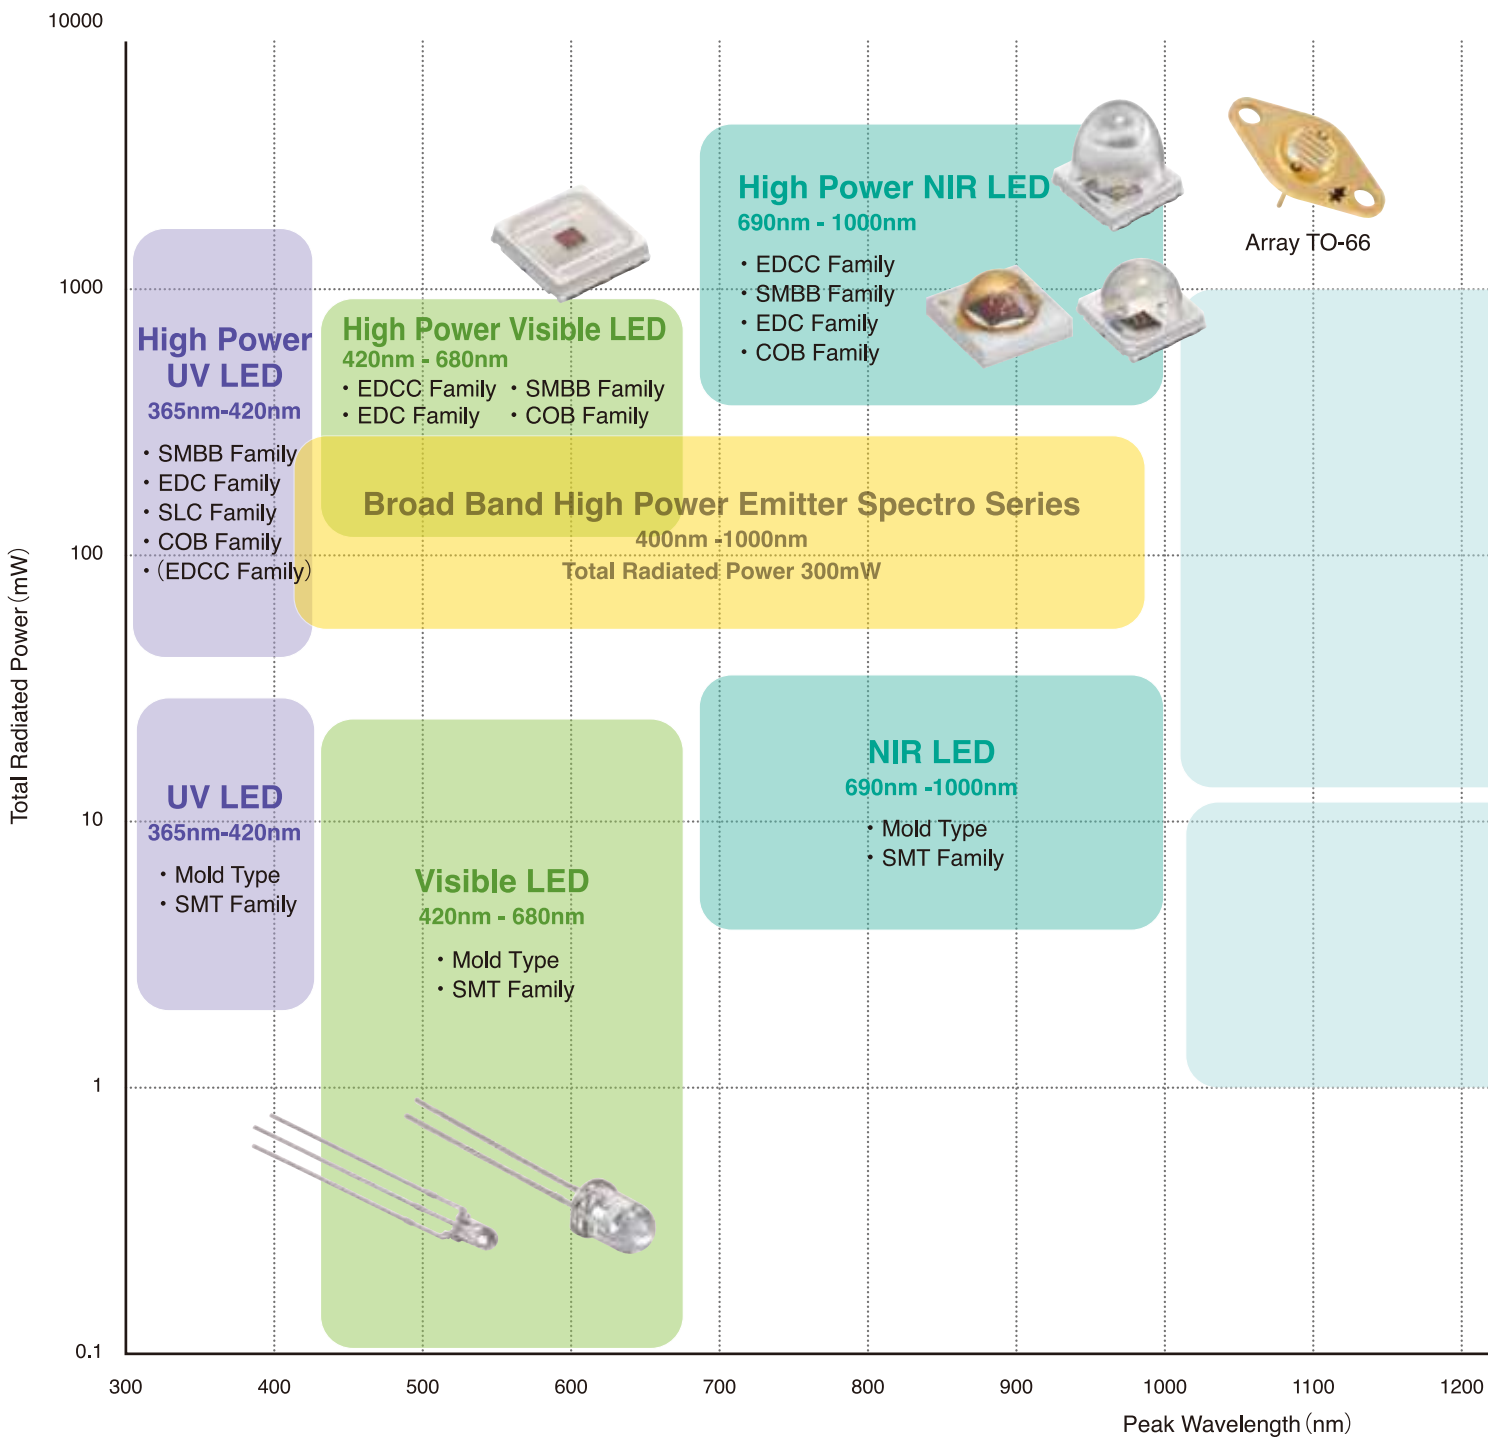 10000
1000
100
10
1
0.1
Total Radiated Power (mW)
300
400
500
600
700
800
900
1000
1100
1200
Peak Wavelength (nm)
High Power
UV LED
365nm-420nm
・SMBB Family
・EDC Family
・SLC Family
・COB Family
・(EDCC Family)
High Power Visible LED
420nm - 680nm
・EDCC Family ・SMBB Family
・EDC Family ・COB Family
High Power NIR LED
690nm - 1000nm
・EDCC Family
・SMBB Family
・EDC Family
・COB Family
Array TO-66
Broad Band High Power Emitter Spectro Series
400nm -1000nm
Total Radiated Power 300mW
UV LED
365nm-420nm
・Mold Type
・SMT Family
Visible LED
420nm - 680nm
・Mold Type
・SMT Family
NIR LED
690nm -1000nm
・Mold Type
・SMT Family